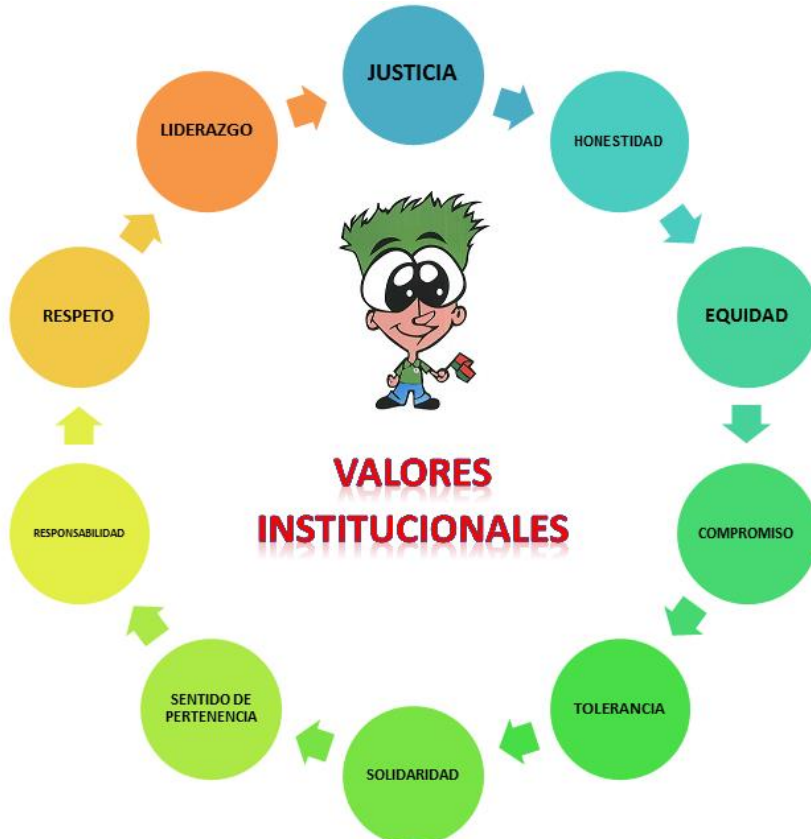 JUSTICIA
HONESTIDAD
EQUIDAD
COMPROMISO
TOLERANCIA
SOLIDARIDAD
SENTIDO DE
PERTENENCIA
RESPONSABILIDAD
RESPETO
LIDERAZGO
VALORES
INSTITUCIONALES